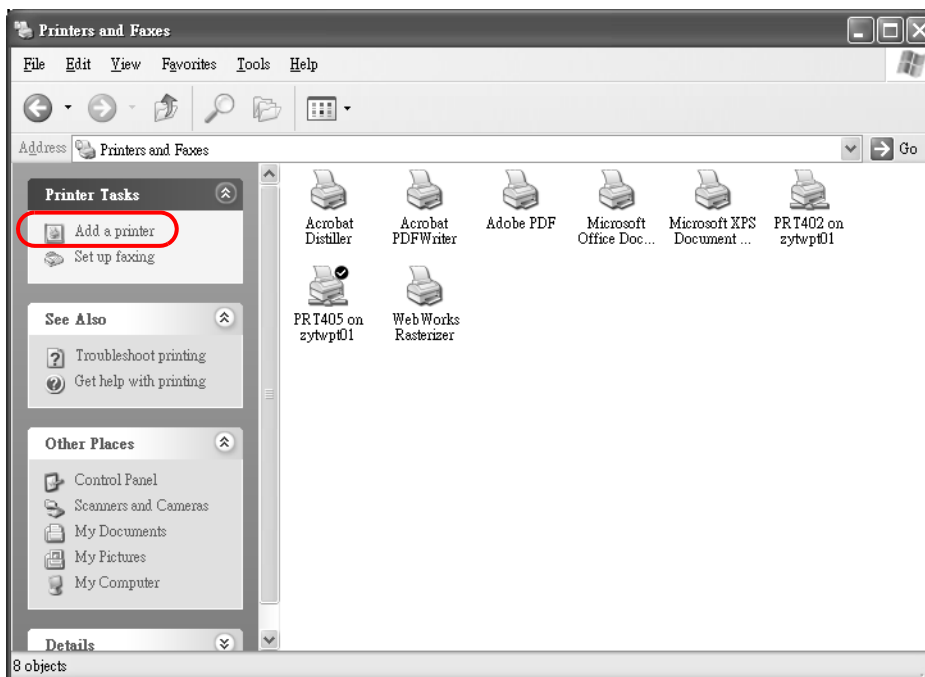 Printers and Faxes
File Edit View Favorites Tools Help
Address Printers and Faxes Go
Printer Tasks
Add a printer
Set up faxing
See Also
Troubleshoot printing
Get help with printing
Other Places
Control Panel
Scanners and Cameras
My Documents
My Pictures
My Computer
Details
Acrobat
Distiller
Acrobat
PDFWriter
Adobe PDF
Microsoft
Office Doc...
Microsoft XPS
Document ...
PRT402 on
zytwpt01
PRT405 on
zytwpt01
WebWorks
Rasterizer
8 objects